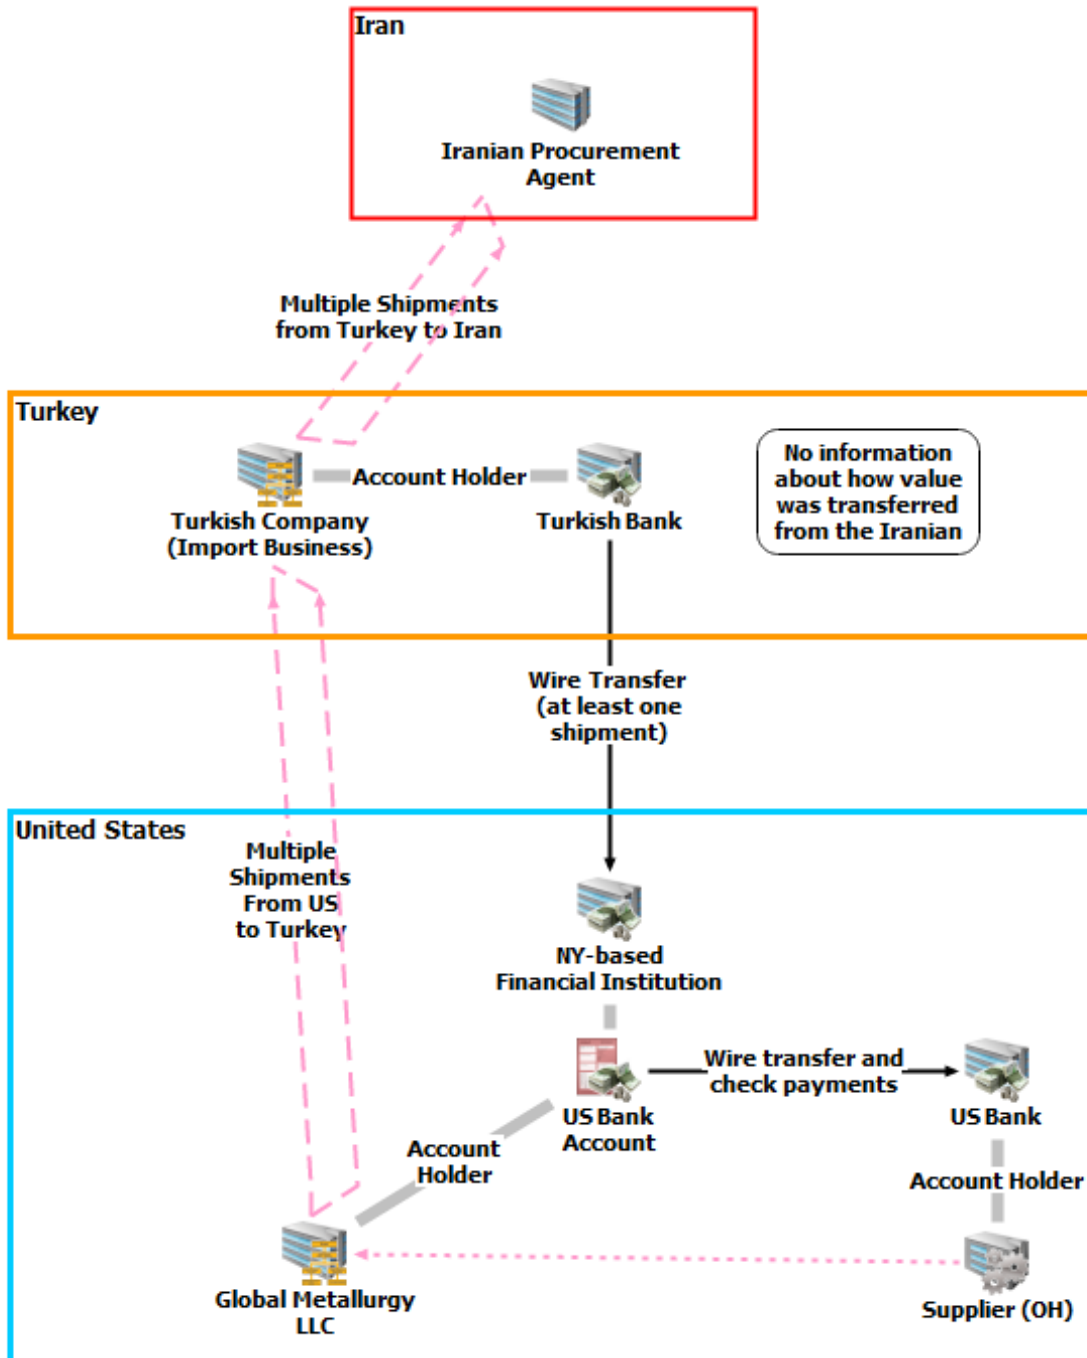 Iran
Iranian Procurement
Agent
Multiple Shipments
from Turkey to Iran
Turkey
Account Holder
Turkish Company
(Import Business)
Turkish Bank
No information
about how value
was transferred
from the Iranian
Wire Transfer
(at least one
shipment)
United States
Multiple
Shipments
From US
to Turkey
NY-based
Financial Institution
Wire transfer and
check payments
US Bank
Account
US Bank
Account
Holder
Account Holder
Global Metallurgy
LLC
Supplier (OH)